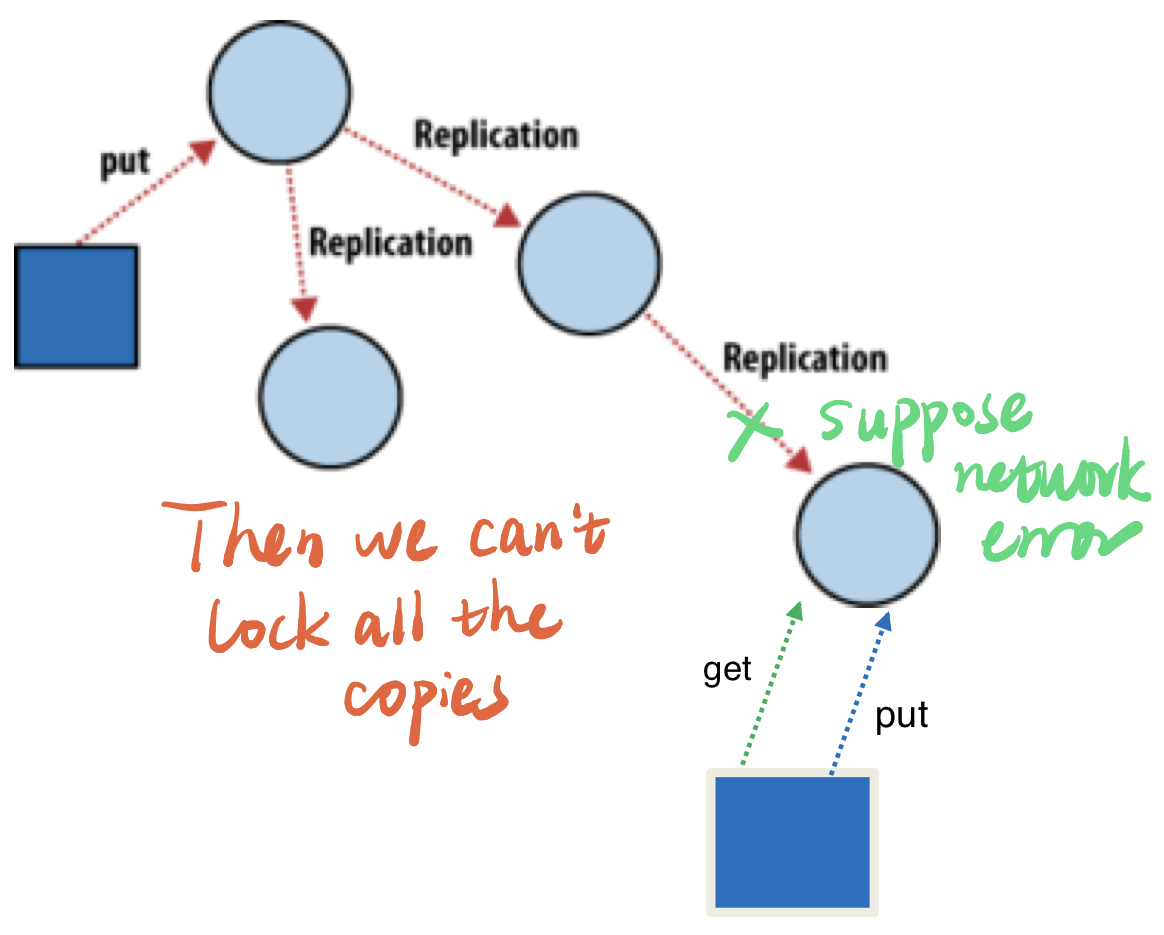 Replication
put
Replication
Replication
X suppose
network
error
Then we can't
lock all the
copies
get
put